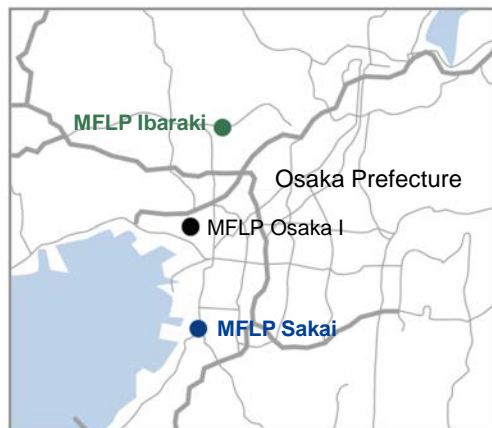 MFLP Ibaraki
Osaka Prefecture
MFLP Osaka I
MFLP Sakai